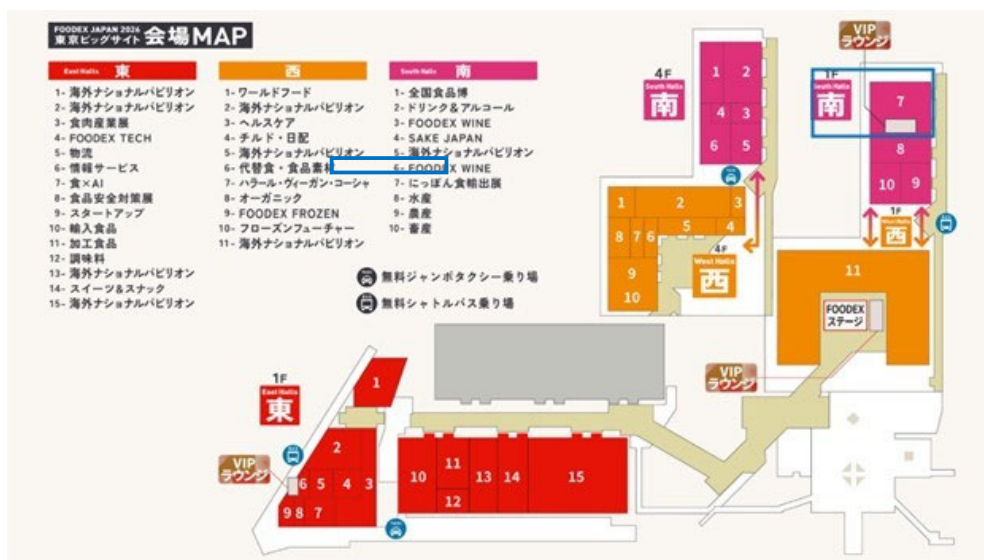 FOODEX JAPAN 2026
東京ビッグサイト 会場MAP
East Halls 東
1- 海外ナショナルパビリオン
2- 海外ナショナルパビリオン
3- 食肉産業展
4- FOODEX TECH
5- 物流
6- 情報サービス
7- 食×AI
8- 食品安全対策展
9- スタートアップ
10- 輸入食品
11- 加工食品
12- 調味料
13- 海外ナショナルパビリオン
14- スイーツ&スナック
15- 海外ナショナルパビリオン
西
1- ワールドフード
2- 海外ナショナルパビリオン
3- ヘルスケア
4- チルド・日配
5- 海外ナショナルパビリオン
6- 代替食・食品素材
7- ハラール・ヴィーガン・コーシャ
8- オーガニック
9- FOODEX FROZEN
10- フローズンフューチャー
11- 海外ナショナルパビリオン
South Halls 南
1- 全国食品博
2- ドリンク&アルコール
3- FOODEX WINE
4- SAKE JAPAN
5- 海外ナショナルパビリオン
6- FOODEX WINE
7- にっぽん食輸出展
8- 水産
9- 農産
10- 畜産
無料ジャンボタクシー乗り場
無料シャトルバス乗り場
4F
South Halls
南
1 2
4 3
6 5
VIP
ラウンジ
1F
南
7
8
10 9
1F
West Halls
西
11
FOODEX
ステージ
VIP
ラウンジ
1 2 3
8 7 6 5 4
9
10
4F
West Halls
西
1F
East Halls
東
1
2
6 5 4 3
9 8 7
VIP
ラウンジ
10 11 13 14 15
12